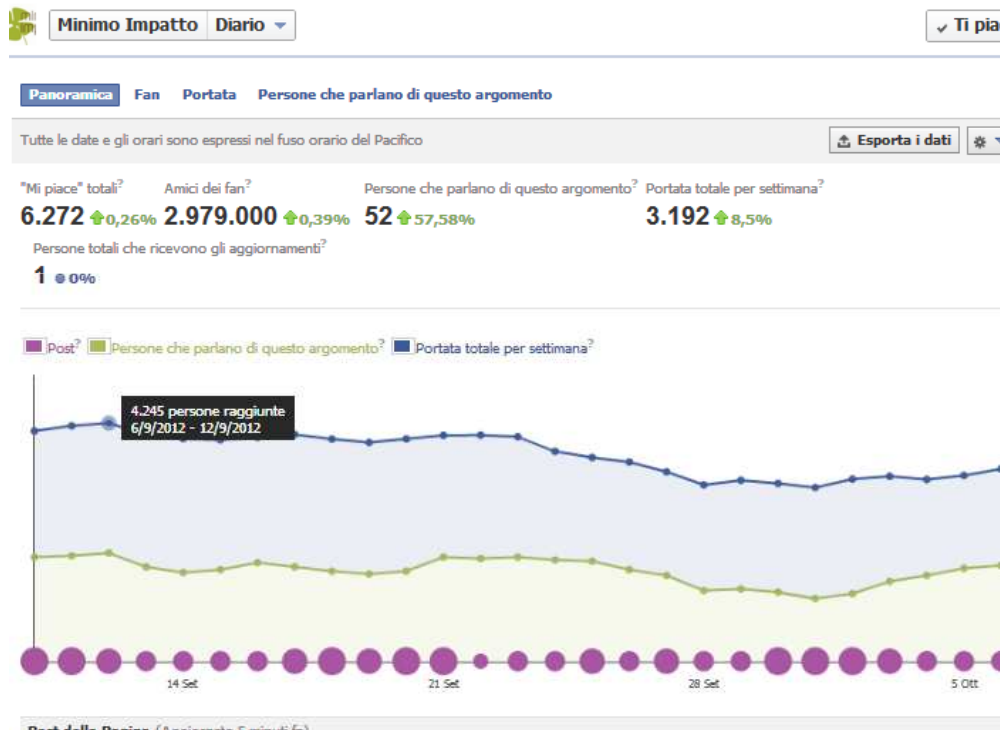 Minimo Impatto Diario
Ti pia
Panoramica Fan Portata Persone che parlano di questo argomento
Tutte le date e gli orari sono espressi nel fuso orario del Pacifico
Esporta i dati
"Mi piace" totali? Amici dei fan? Persone che parlano di questo argomento? Portata totale per settimana?
6.272 0,26% 2.979.000 0,39% 52 57,58% 3.192 8,5%
Persone totali che ricevono gli aggiornamenti?
1 0%
Post? Persone che parlano di questo argomento? Portata totale per settimana?
4.245 persone raggiunte
6/9/2012 - 12/9/2012
14 Set 21 Set 28 Set 5 Ott